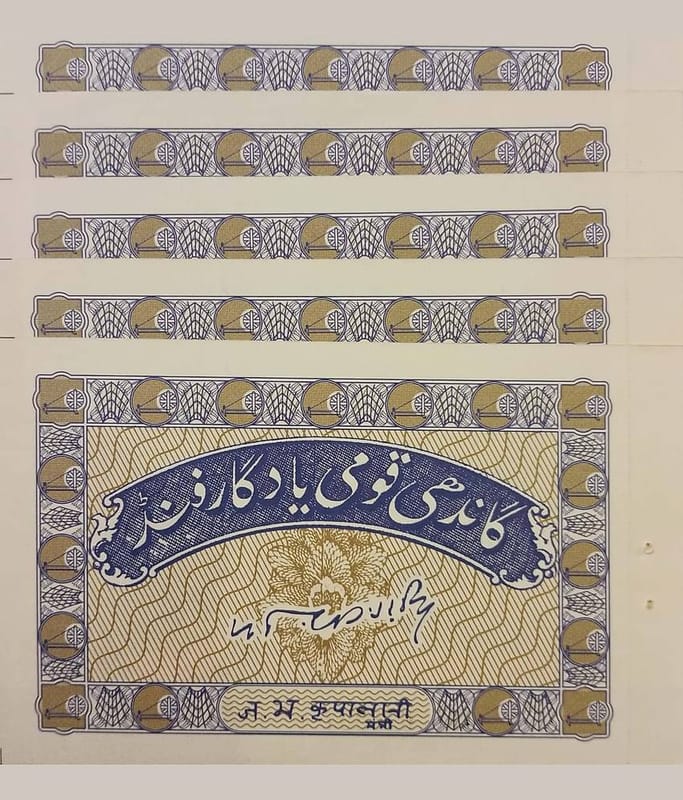 گاندھی قومی یادگار فنڈ
ज. भ. कृपालानी
मंत्री